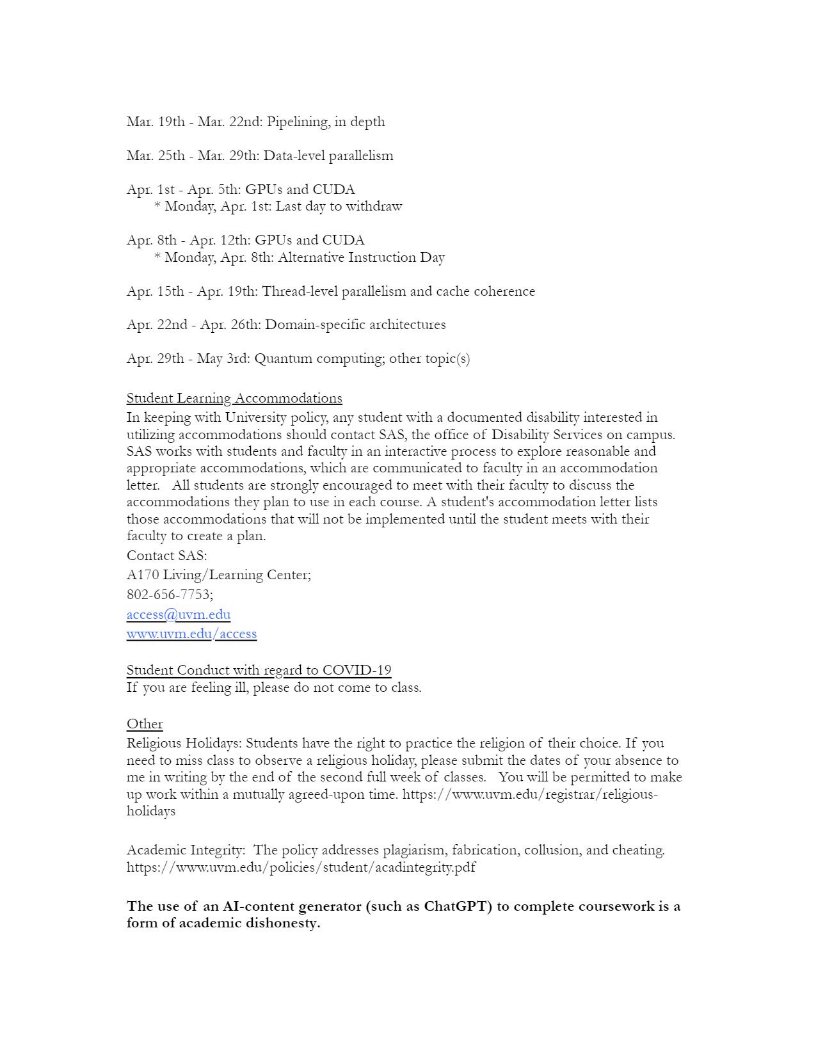 Mar. 19th - Mar. 22nd: Pipelining, in depth
Mar. 25th - Mar. 29th: Data-level parallelism
Apr. 1st - Apr. 5th: GPUs and CUDA
* Monday, Apr. 1st: Last day to withdraw
Apr. 8th - Apr. 12th: GPUs and CUDA
* Monday, Apr. 8th: Alternative Instruction Day
Apr. 15th - Apr. 19th: Thread-level parallelism and cache coherence
Apr. 22nd - Apr. 26th: Domain-specific architectures
Apr. 29th - May 3rd: Quantum computing; other topic(s)
Student Learning Accommodations
In keeping with University policy, any student with a documented disability interested in
utilizing accommodations should contact SAS, the office of Disability Services on campus.
SAS works with students and faculty in an interactive process to explore reasonable and
appropriate accommodations, which are communicated to faculty in an accommodation
letter.   All students are strongly encouraged to meet with their faculty to discuss the
accommodations they plan to use in each course. A student's accommodation letter lists
those accommodations that will not be implemented until the student meets with their
faculty to create a plan.
Contact SAS:
A170 Living/Learning Center;
802-656-7753;
access@uvm.edu
www.uvm.edu/access
Student Conduct with regard to COVID-19
If you are feeling ill, please do not come to class.
Other
Religious Holidays: Students have the right to practice the religion of their choice. If you
need to miss class to observe a religious holiday, please submit the dates of your absence to
me in writing by the end of the second full week of classes.   You will be permitted to make
up work within a mutually agreed-upon time. https://www.uvm.edu/registrar/religious-
holidays
Academic Integrity:  The policy addresses plagiarism, fabrication, collusion, and cheating.
https://www.uvm.edu/policies/student/acadintegrity.pdf
The use of an AI-content generator (such as ChatGPT) to complete coursework is a
form of academic dishonesty.